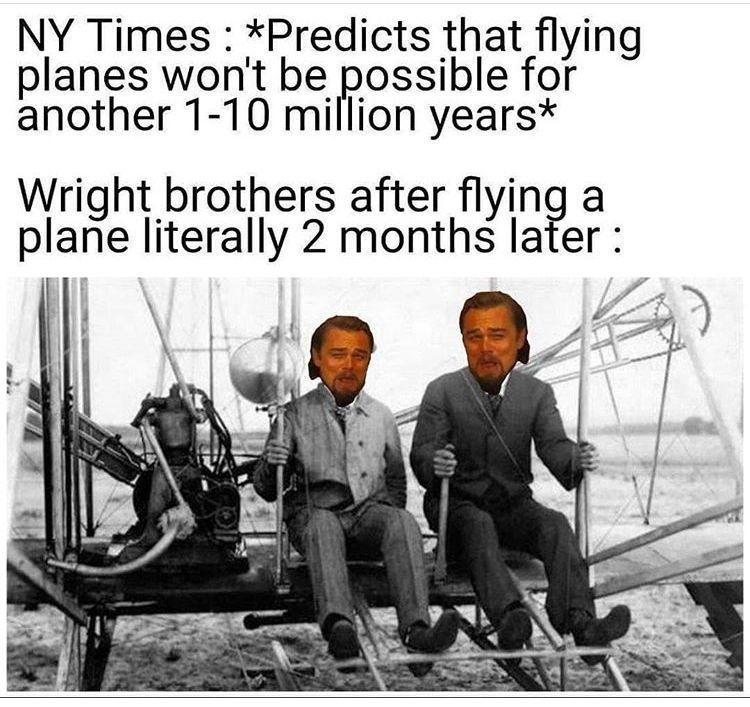 NY Times : *Predicts that flying
planes won't be possible for
another 1-10 million years*
Wright brothers after flying a
plane literally 2 months later :